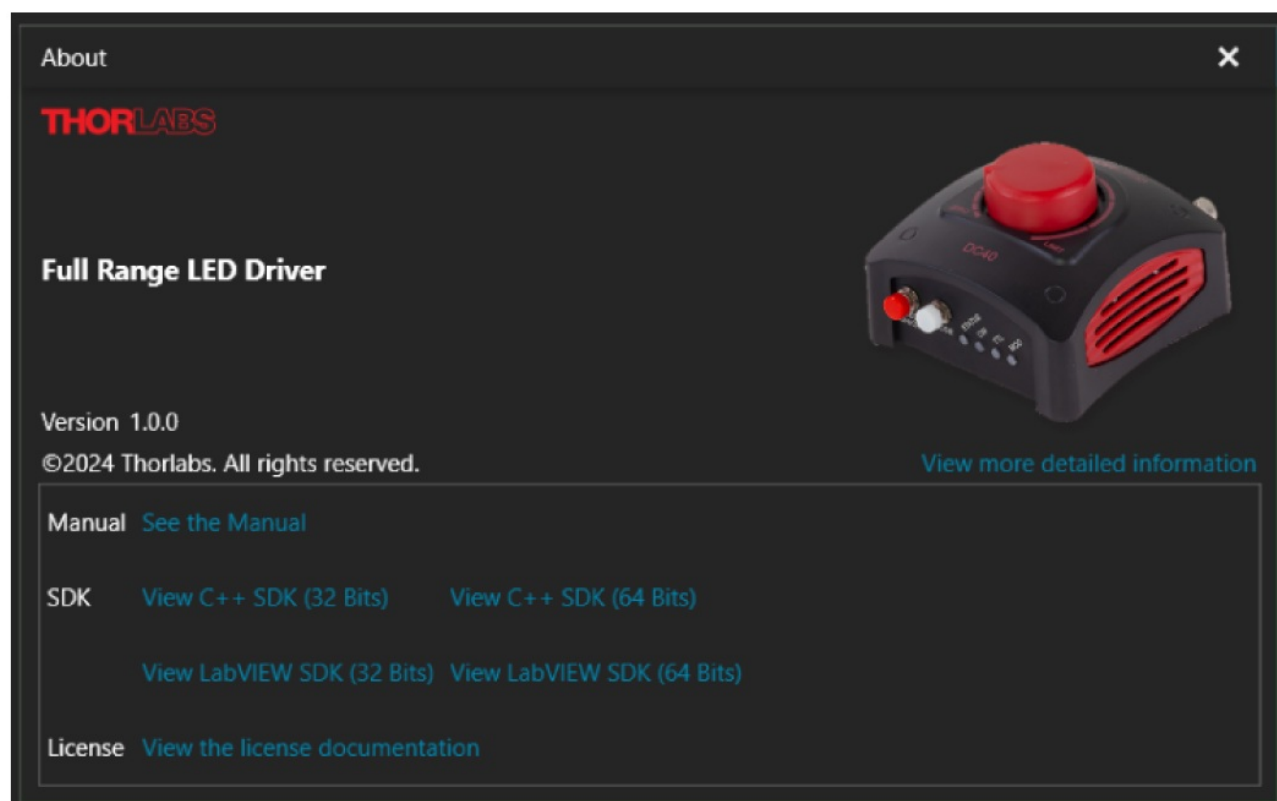 About
THORLABS
Full Range LED Driver
DC40
LIMIT
STATUS
Version 1.0.0
©2024 Thorlabs. All rights reserved.
View more detailed information
Manual See the Manual
SDK View C++ SDK (32 Bits) View C++ SDK (64 Bits)
View LabVIEW SDK (32 Bits) View LabVIEW SDK (64 Bits)
License View the license documentation